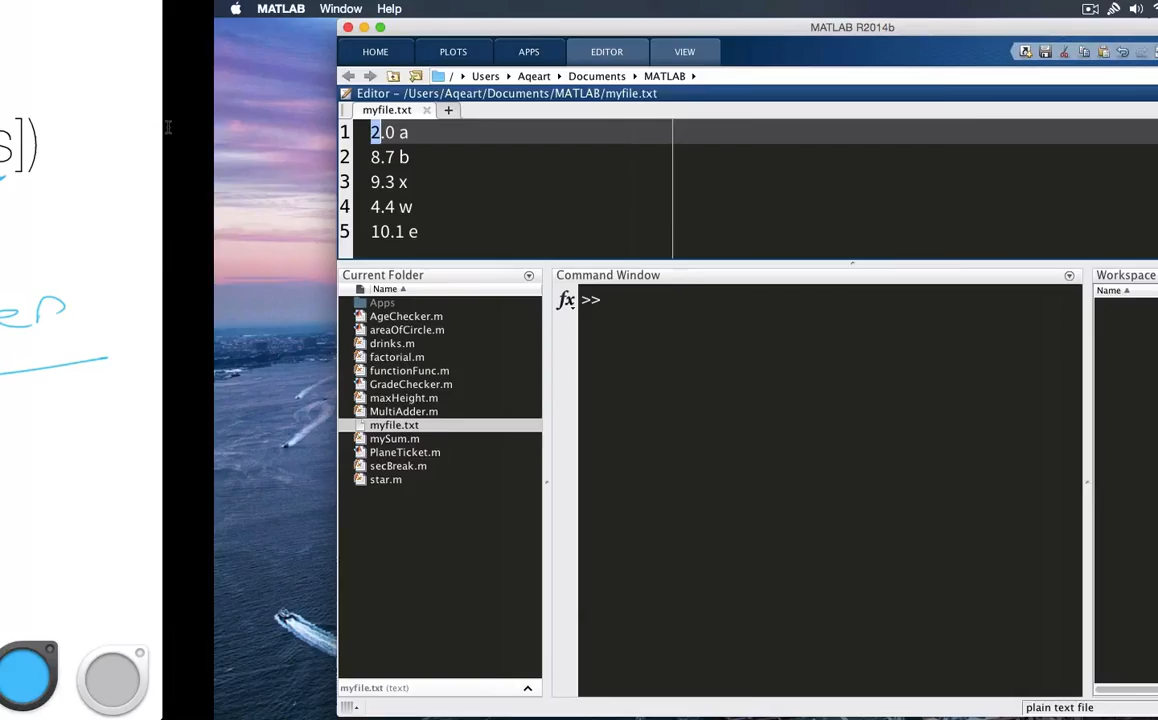 MATLAB Window Help
MATLAB R2014b
HOME PLOTS APPS EDITOR VIEW
/ Users Aqeart Documents MATLAB
Editor – /Users/Aqeart/Documents/MATLAB/myfile.txt
myfile.txt
1 2.0 a
2 8.7 b
3 9.3 x
4 4.4 w
5 10.1 e
s])
er
Current Folder
Name
Apps
AgeChecker.m
areaOfCircle.m
drinks.m
factorial.m
functionFunc.m
GradeChecker.m
maxHeight.m
MultiAdder.m
myfile.txt
mySum.m
PlaneTicket.m
secBreak.m
star.m
myfile.txt (text)
Command Window
fx >>
Workspace
Name
plain text file